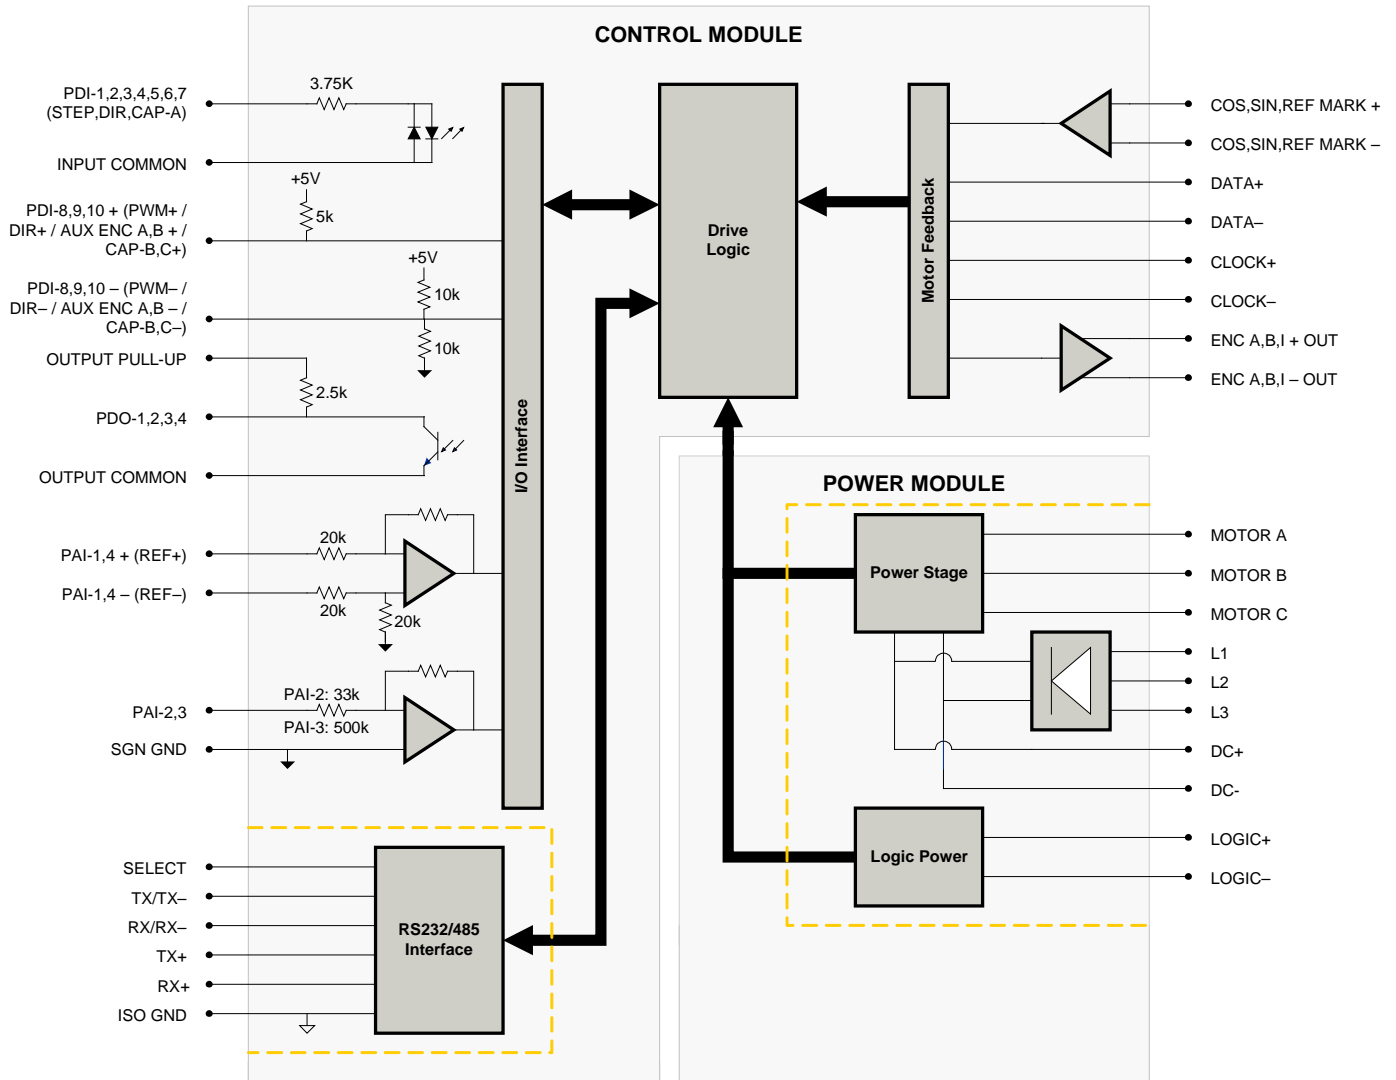 CONTROL MODULE
PDI-1,2,3,4,5,6,7
(STEP,DIR,CAP-A)
3.75K
INPUT COMMON
+5V
5k
PDI-8,9,10 + (PWM+ /
DIR+ / AUX ENC A,B + /
CAP-B,C+)
+5V
10k
PDI-8,9,10 – (PWM– /
DIR– / AUX ENC A,B – /
CAP-B,C–)
10k
OUTPUT PULL-UP
2.5k
PDO-1,2,3,4
OUTPUT COMMON
20k
PAI-1,4 + (REF+)
PAI-1,4 – (REF–)
20k
20k
PAI-2: 33k
PAI-2,3
PAI-3: 500k
SGN GND
I/O Interface
Drive
Logic
Motor Feedback
COS,SIN,REF MARK +
COS,SIN,REF MARK –
DATA+
DATA–
CLOCK+
CLOCK–
ENC A,B,I + OUT
ENC A,B,I – OUT
SELECT
TX/TX–
RX/RX–
TX+
RX+
ISO GND
RS232/485
Interface
POWER MODULE
Power Stage
MOTOR A
MOTOR B
MOTOR C
L1
L2
L3
DC+
DC-
Logic Power
LOGIC+
LOGIC–